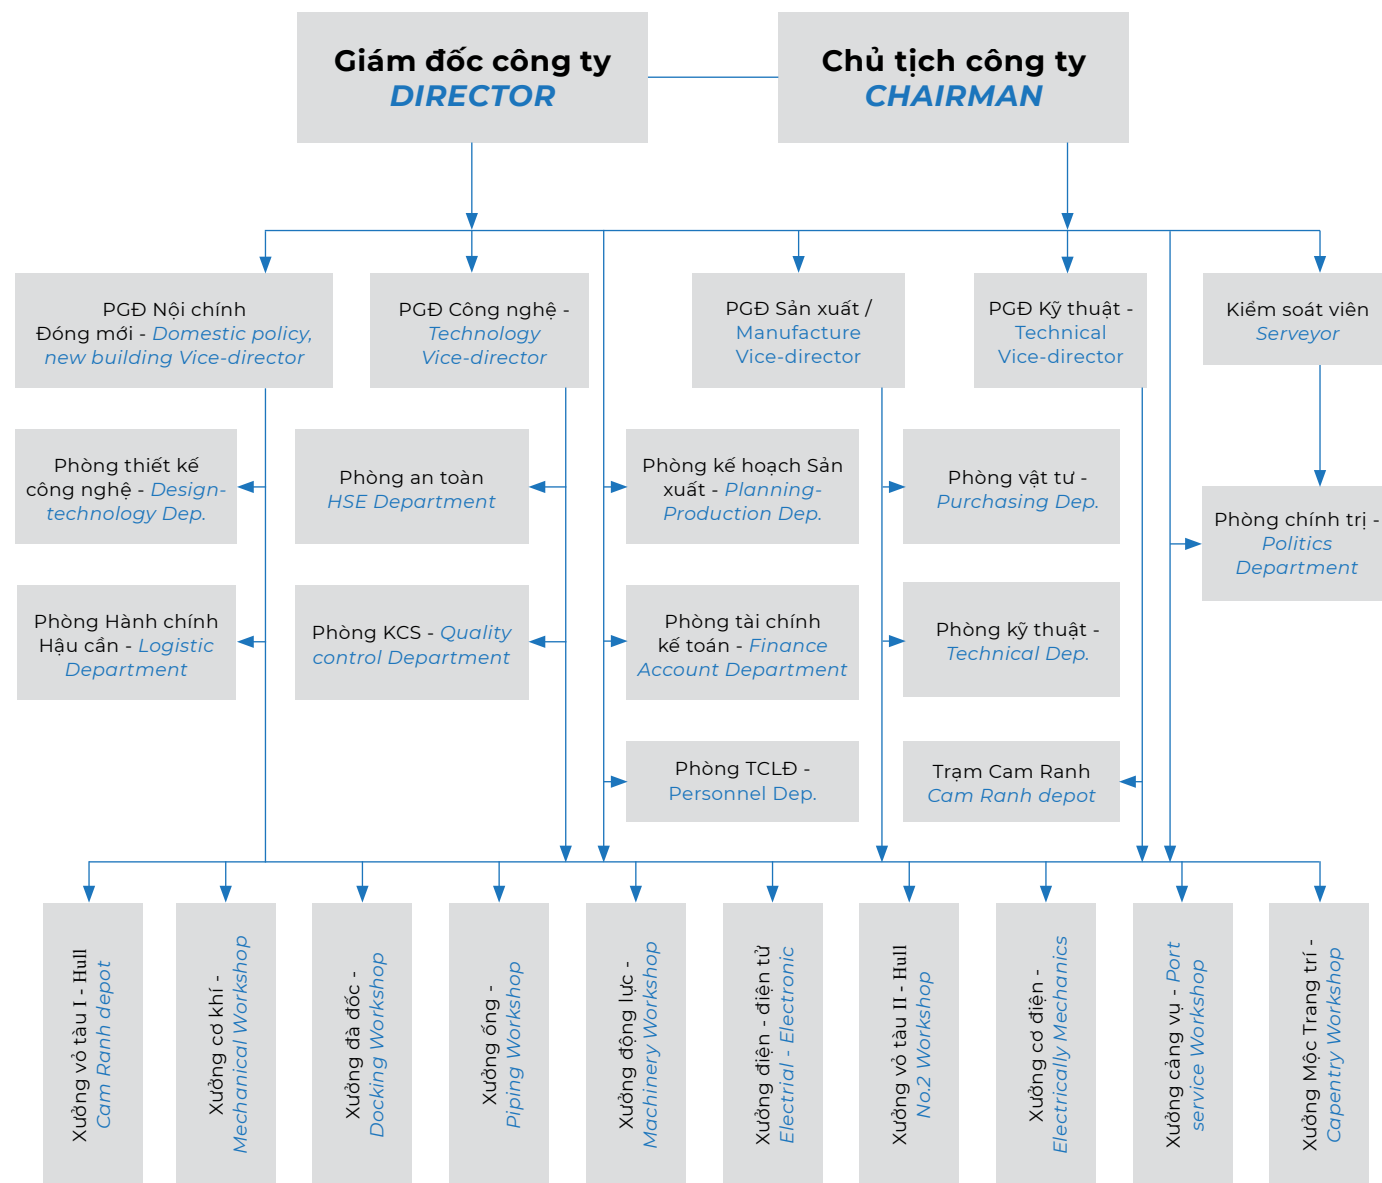 Giám đốc công ty
DIRECTOR
Chủ tịch công ty
CHAIRMAN
PGĐ Nội chính
Đóng mới - Domestic policy,
new building Vice-director
PGĐ Công nghệ -
Technology
Vice-director
PGĐ Sản xuất /
Manufacture
Vice-director
PGĐ Kỹ thuật -
Technical
Vice-director
Kiểm soát viên
Serveyor
Phòng thiết kế
công nghệ - Design-
technology Dep.
Phòng an toàn
HSE Department
Phòng kế hoạch Sản
xuất - Planning-
Production Dep.
Phòng vật tư -
Purchasing Dep.
Phòng chính trị -
Politics
Department
Phòng Hành chính
Hậu cần - Logistic
Department
Phòng KCS - Quality
control Department
Phòng tài chính
kế toán - Finance
Account Department
Phòng kỹ thuật -
Technical Dep.
Phòng TCLĐ -
Personnel Dep.
Trạm Cam Ranh
Cam Ranh depot
Xưởng vỏ tàu I - Hull
Cam Ranh depot
Xưởng cơ khí -
Mechanical Workshop
Xưởng đà đốc -
Docking Workshop
Xưởng ống -
Piping Workshop
Xưởng động lực -
Machinery Workshop
Xưởng điện - điện tử
Electrial - Electronic
Xưởng vỏ tàu II - Hull
No.2 Workshop
Xưởng cơ điện -
Electrically Mechanics
Xưởng cảng vụ - Port
service Workshop
Xưởng Mộc Trang trí -
Capentry Workshop